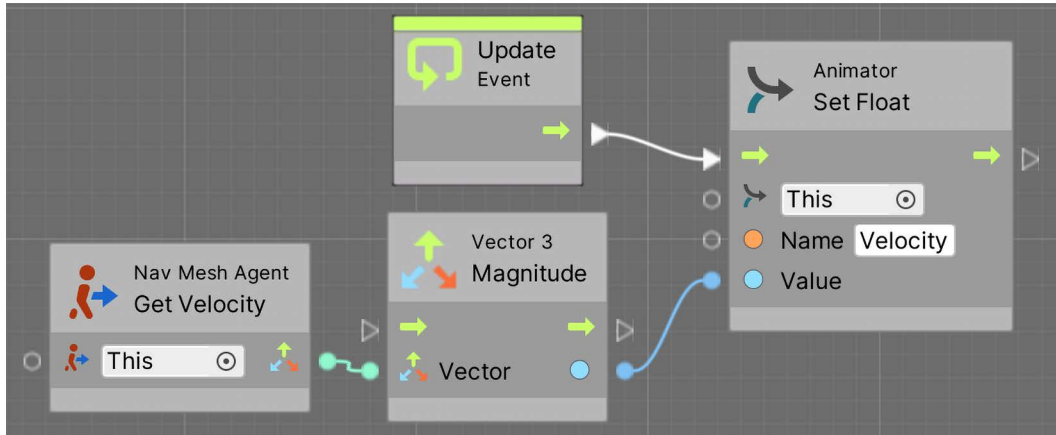 Update
Event
Animator
Set Float
This
Name Velocity
Value
Vector 3
Magnitude
Vector
Nav Mesh Agent
Get Velocity
This